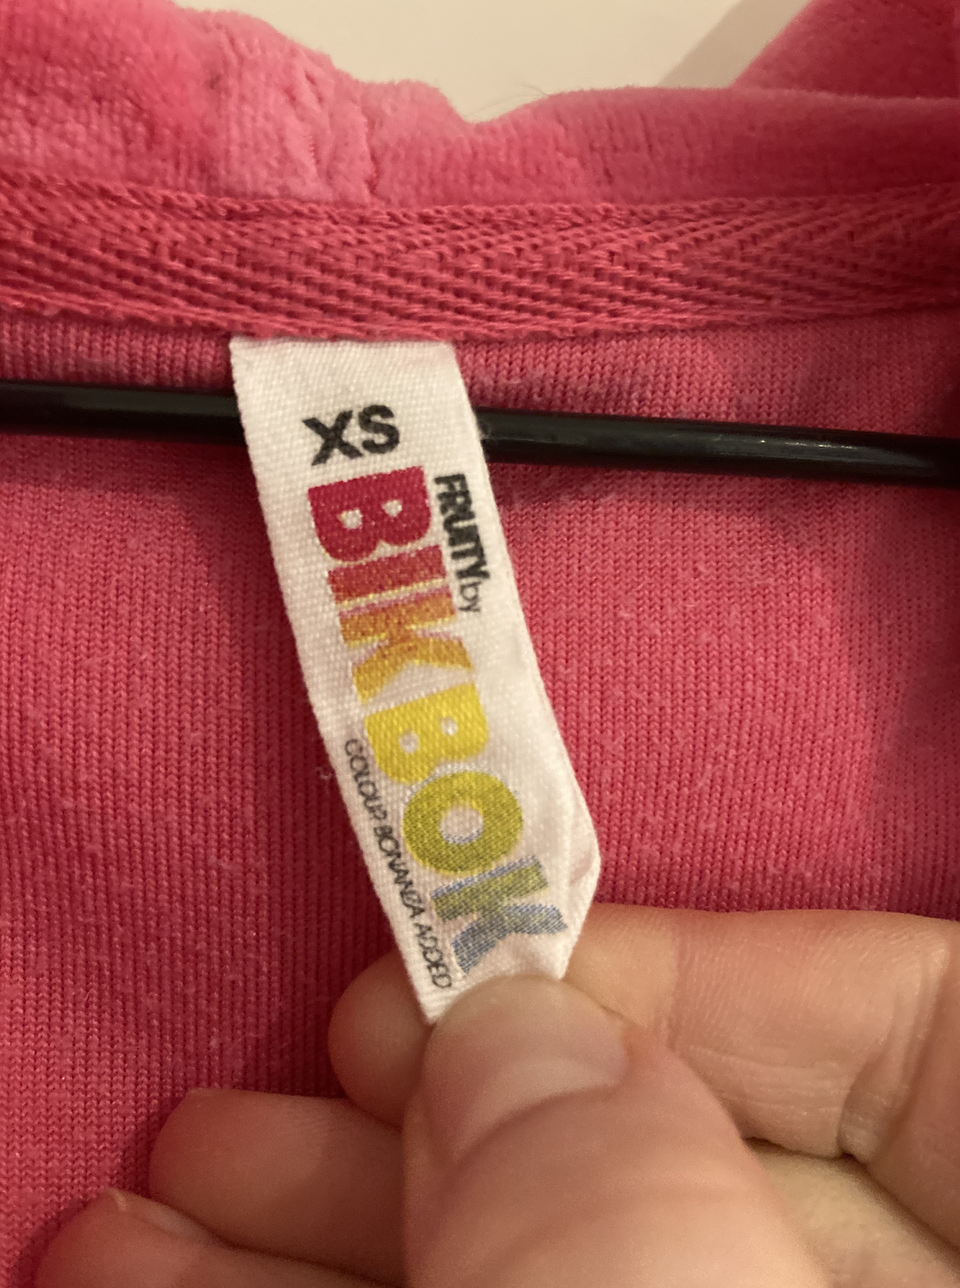 XS
FRUITY by
BIKBOK
COLOUR BONANZA ADDED